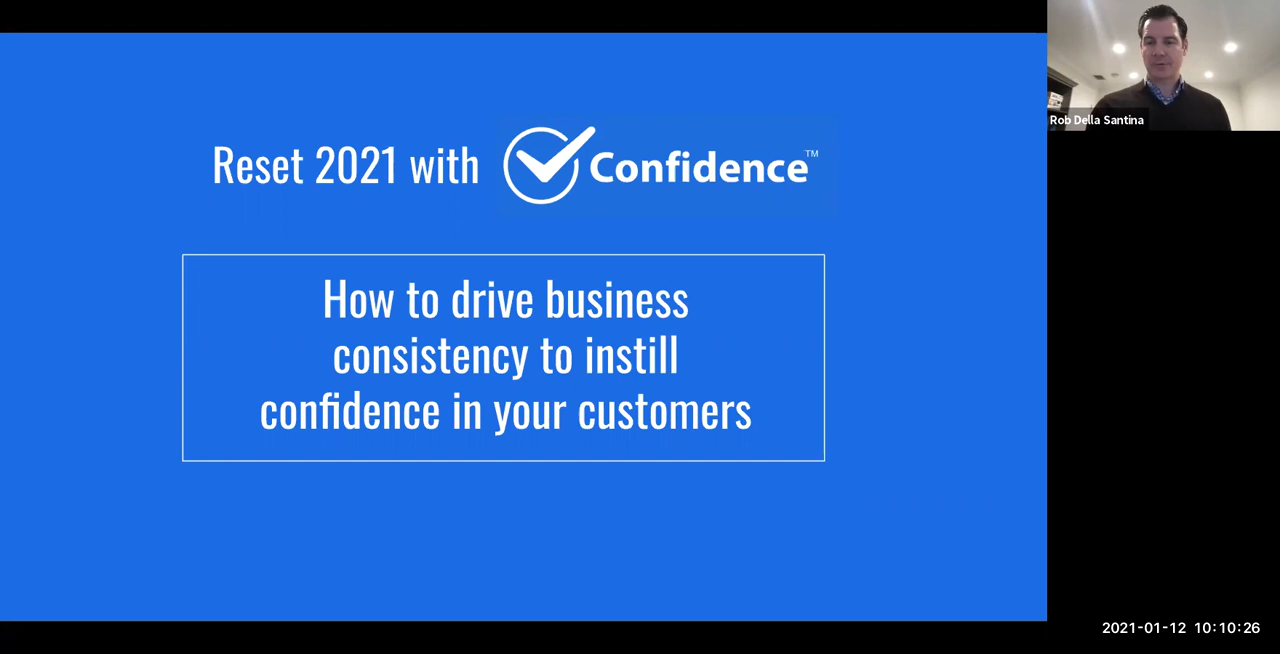 Reset 2021 with Confidence™
How to drive business
consistency to instill
confidence in your customers
Rob Della Santina
2021-01-12 10:10:26